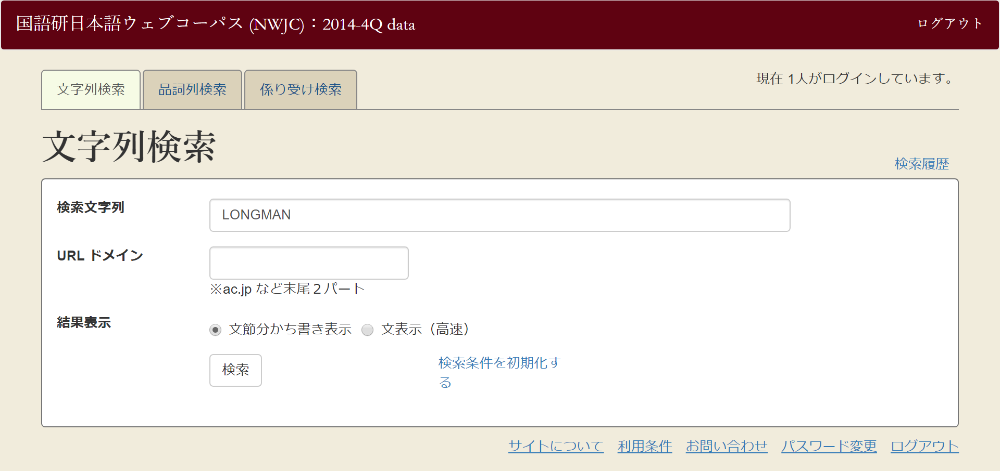 国語研日本語ウェブコーパス (NWJC)：2014-4Q data
ログアウト
文字列検索
品詞列検索
係り受け検索
現在 1人がログインしています。
文字列検索
検索履歴
検索文字列
LONGMAN
URL ドメイン
※ac.jp など末尾２パート
結果表示
文節分かち書き表示
文表示（高速）
検索
検索条件を初期化す
る
サイトについて 利用条件 お問い合わせ パスワード変更 ログアウト